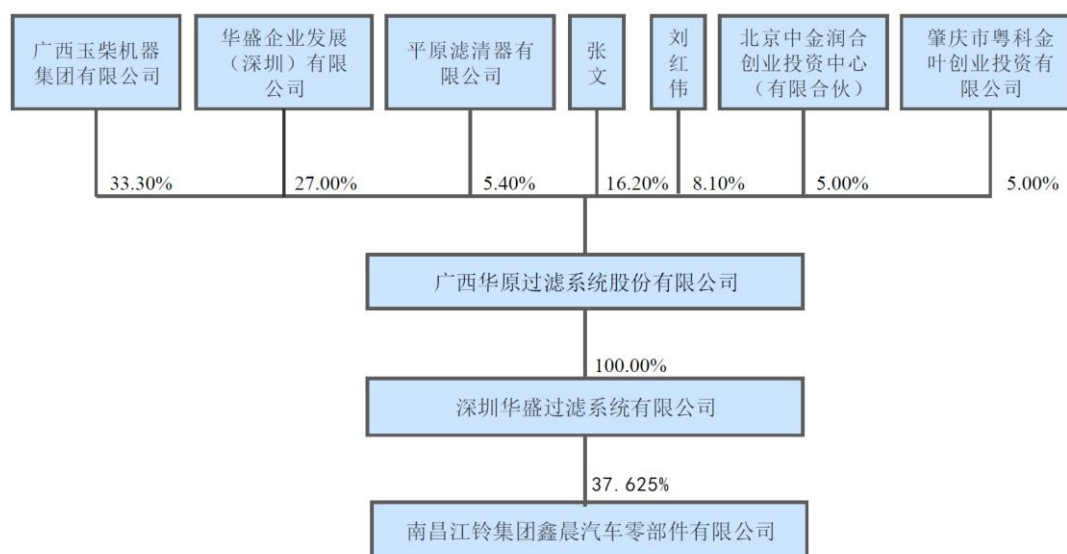 广西玉柴机器
集团有限公司
华盛企业发展
（深圳）有限
公司
平原滤清器有
限公司
张
文
刘
红
伟
北京中金润合
创业投资中心
（有限合伙）
肇庆市粤科金
叶创业投资有
限公司
33.30%
27.00%
5.40%
16.20%
8.10%
5.00%
5.00%
广西华原过滤系统股份有限公司
100.00%
深圳华盛过滤系统有限公司
37.625%
南昌江铃集团鑫晨汽车零部件有限公司